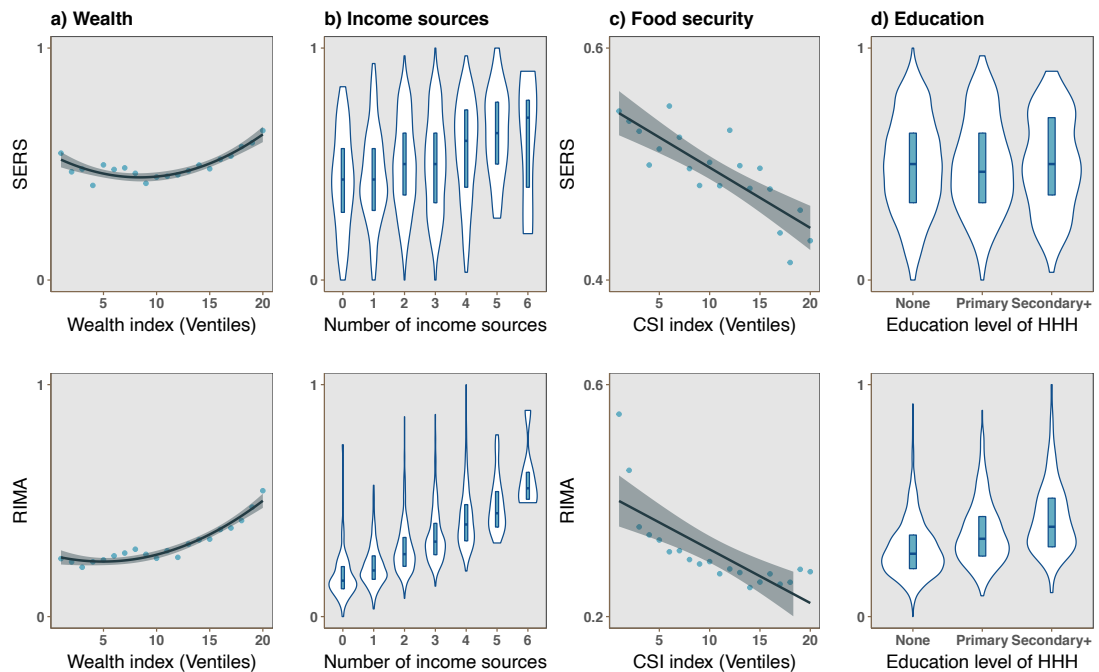 a) Wealth
b) Income sources
c) Food security
d) Education
SERS
1
0
5 10 15 20
Wealth index (Ventiles)
1
0
0 1 2 3 4 5 6
Number of income sources
SERS
0.6
0.4
5 10 15 20
CSI index (Ventiles)
1
0
None Primary Secondary+
Education level of HHH
RIMA
1
0
5 10 15 20
Wealth index (Ventiles)
1
0
0 1 2 3 4 5 6
Number of income sources
RIMA
0.6
0.2
5 10 15 20
CSI index (Ventiles)
1
0
None Primary Secondary+
Education level of HHH